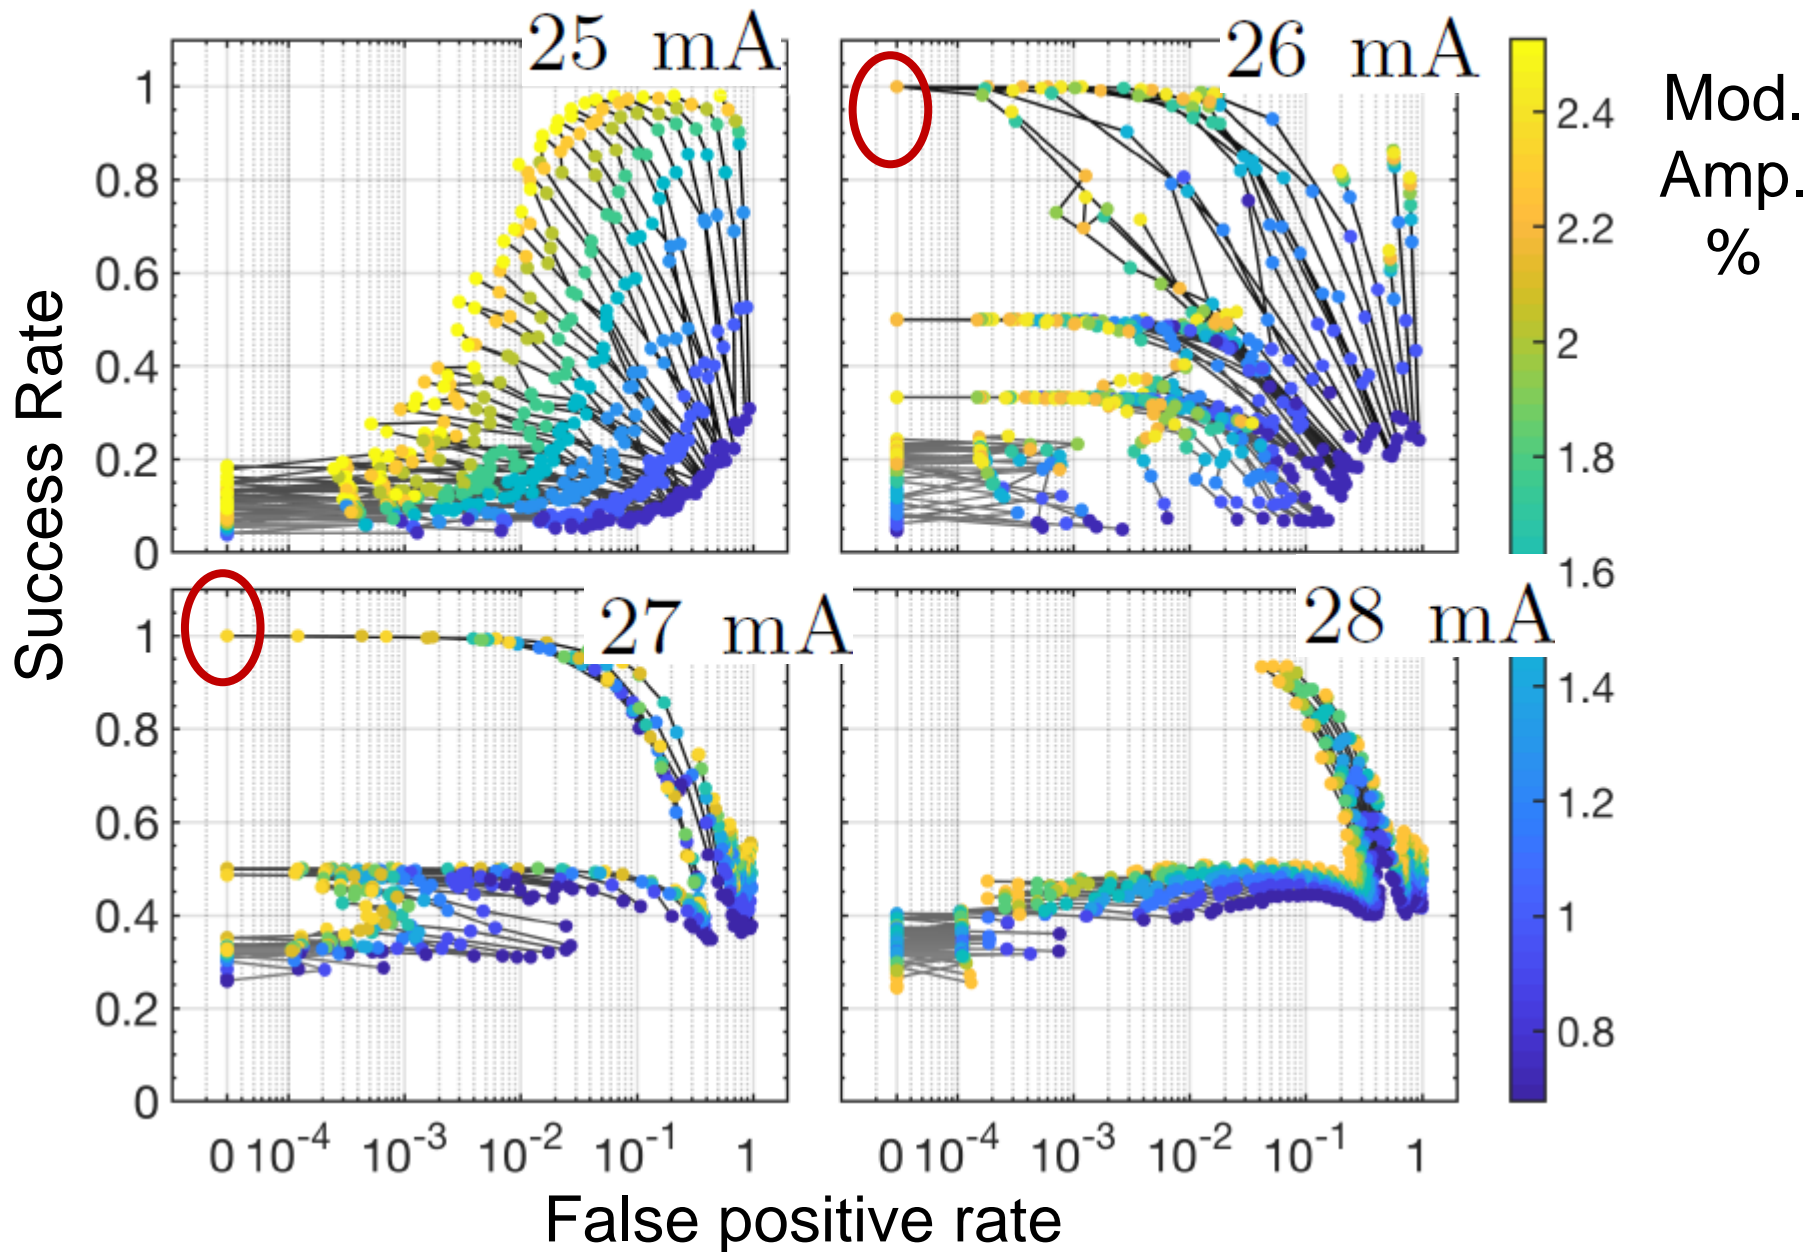 25 mA
26 mA
Mod.
Amp.
%
Success Rate
1
0.8
0.6
0.4
0.2
0
2.4
2.2
2
1.8
1.6
27 mA
28 mA
1
0.8
0.6
0.4
0.2
0
1.4
1.2
1
0.8
0 10⁻⁴ 10⁻³ 10⁻² 10⁻¹ 1
0 10⁻⁴ 10⁻³ 10⁻² 10⁻¹ 1
False positive rate